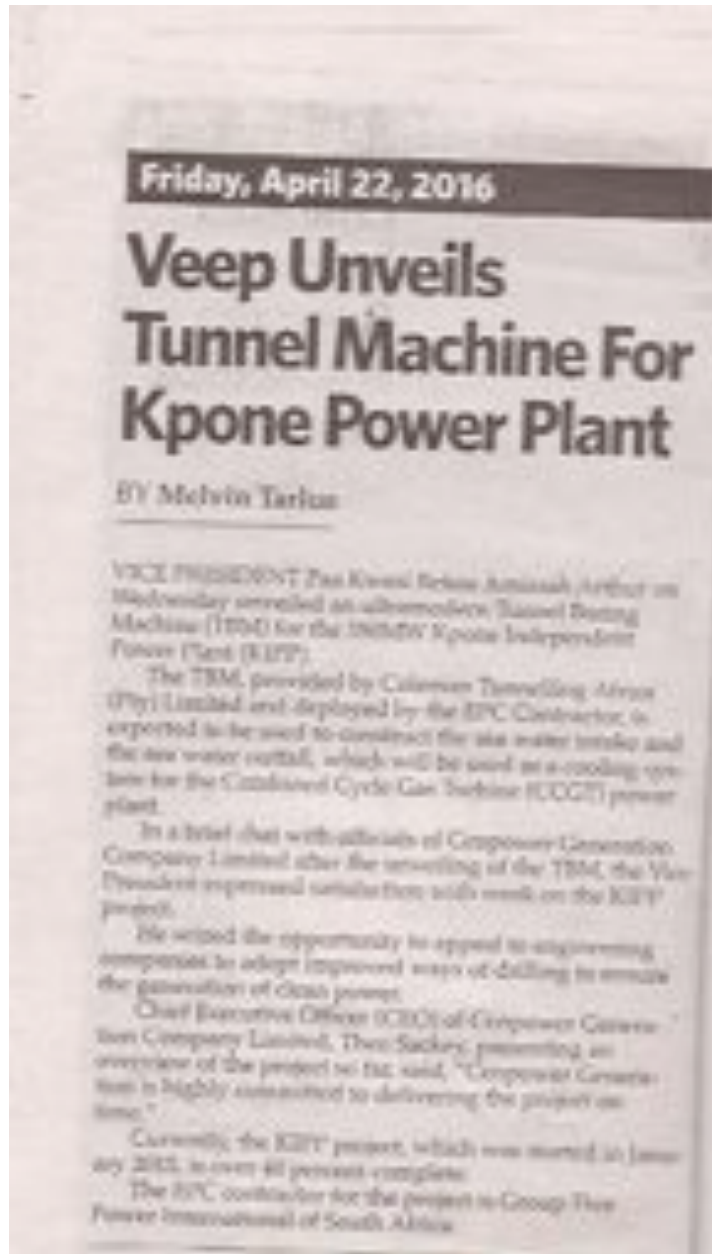 Friday, April 22, 2016
Veep Unveils
Tunnel Machine For
Kpone Power Plant
BY Melvin Tarlue
VICE PRESIDENT Paa Kwesi Bekoe Amissah Arthur on
Wednesday unveiled an ultramodern Tunnel Boring
Machine (TBM) for the Kpone Independent
Power Plant (KIPP).
The TBM, provided by Coleman Tunnelling Africa
(Pty) Limited and deployed by the EPC Contractor, is
expected to be used to construct the sea water intake and
the sea water outfall, which will be used as a cooling sys-
tem for the Combined Cycle Gas Turbine (CCGT) power
plant.
In a brief chat with officials of Cenpower Generation
Company Limited after the unveiling of the TBM, the Vice
President expressed satisfaction with work on the KIPP
project.
He seized the opportunity to appeal to engineering
companies to adopt improved ways of drilling to ensure
the generation of clean power.
Chief Executive Officer (CEO) of Cenpower Genera-
tion Company Limited, Theo Sackey, presenting an
overview of the project so far, said, "Cenpower Genera-
tion is highly committed to delivering the project on
time."
Currently, the KIPP project, which was started in Janu-
ary 2015, is over 40 percent complete.
The EPC contractor for the project is Group Five
Power International of South Africa.